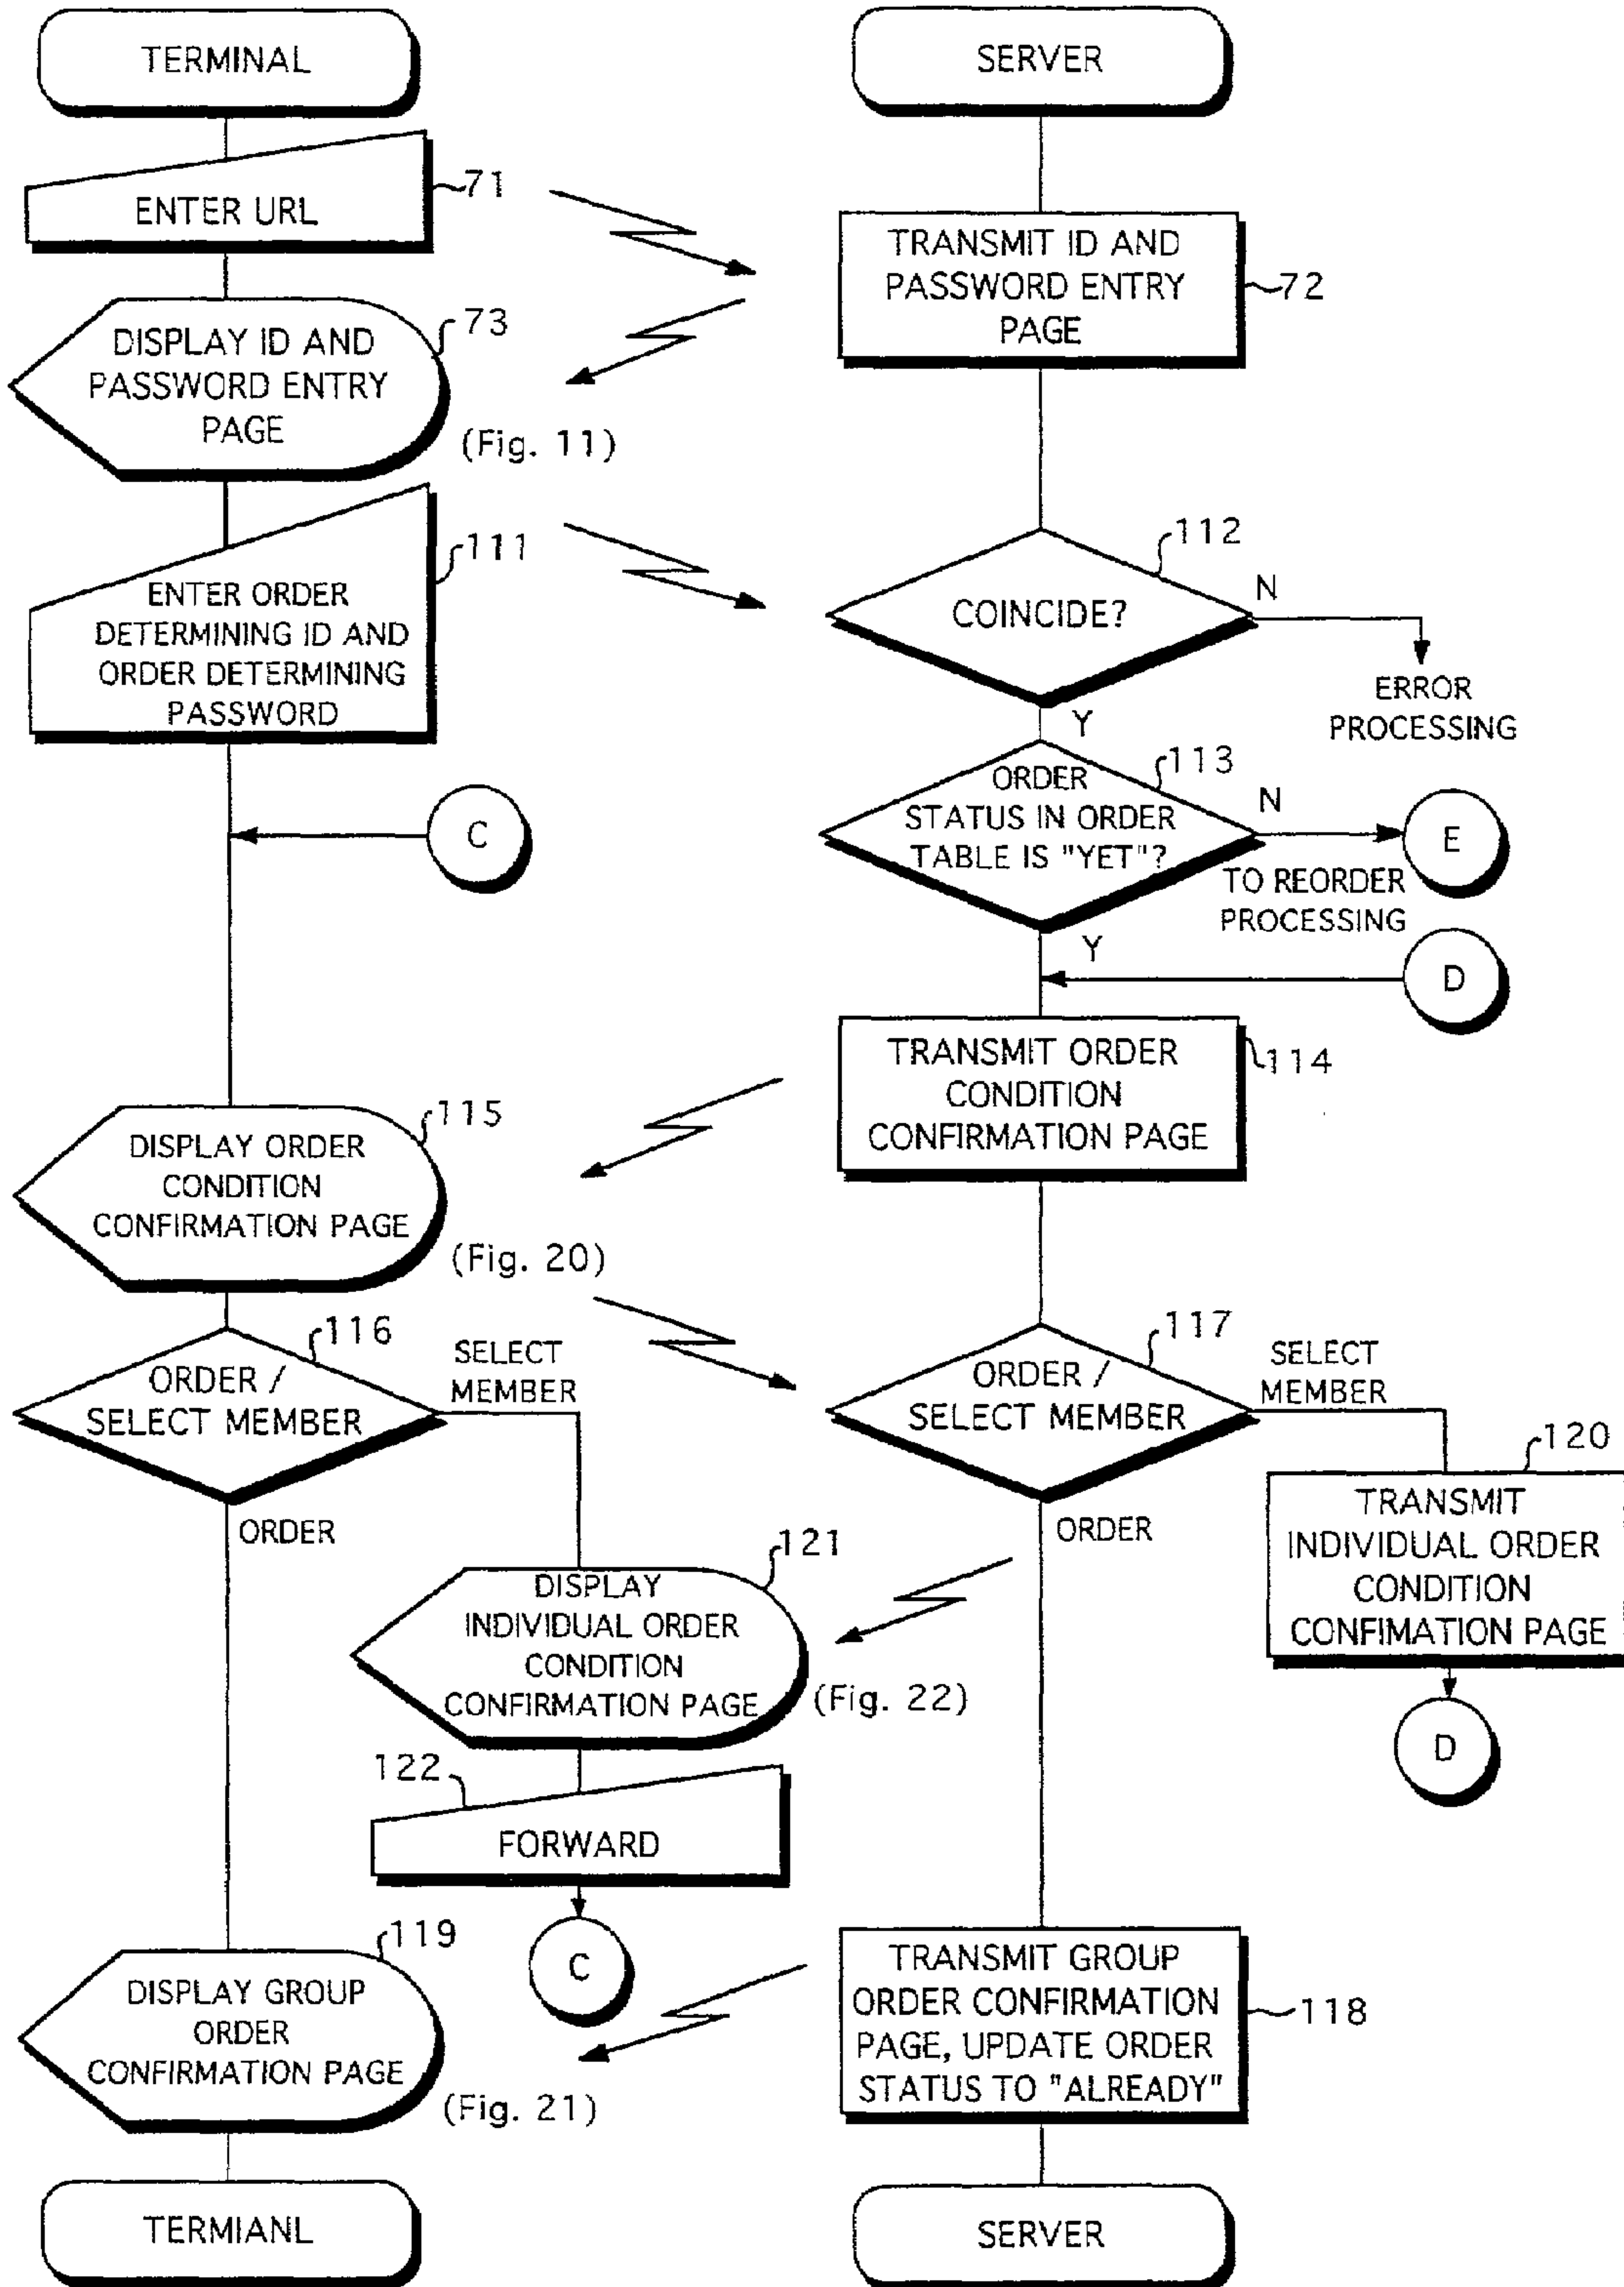 TERMINAL
SERVER
ENTER URL
71
TRANSMIT ID AND
PASSWORD ENTRY
PAGE
72
DISPLAY ID AND
PASSWORD ENTRY
PAGE
73
(Fig. 11)
ENTER ORDER
DETERMINING ID AND
ORDER DETERMINING
PASSWORD
111
COINCIDE?
112
N
ERROR
PROCESSING
Y
ORDER
STATUS IN ORDER
TABLE IS "YET"?
113
N
E
TO REORDER
PROCESSING
C
Y
D
TRANSMIT ORDER
CONDITION
CONFIRMATION PAGE
114
DISPLAY ORDER
CONDITION
CONFIRMATION PAGE
115
(Fig. 20)
ORDER /
SELECT MEMBER
116
SELECT
MEMBER
ORDER
ORDER /
SELECT MEMBER
117
SELECT
MEMBER
ORDER
120
TRANSMIT
INDIVIDUAL ORDER
CONDITION
CONFIMATION PAGE
D
DISPLAY
INDIVIDUAL ORDER
CONDITION
CONFIRMATION PAGE
121
(Fig. 22)
122
FORWARD
C
DISPLAY GROUP
ORDER
CONFIRMATION PAGE
119
(Fig. 21)
TRANSMIT GROUP
ORDER CONFIRMATION
PAGE, UPDATE ORDER
STATUS TO "ALREADY"
118
TERMIANL
SERVER